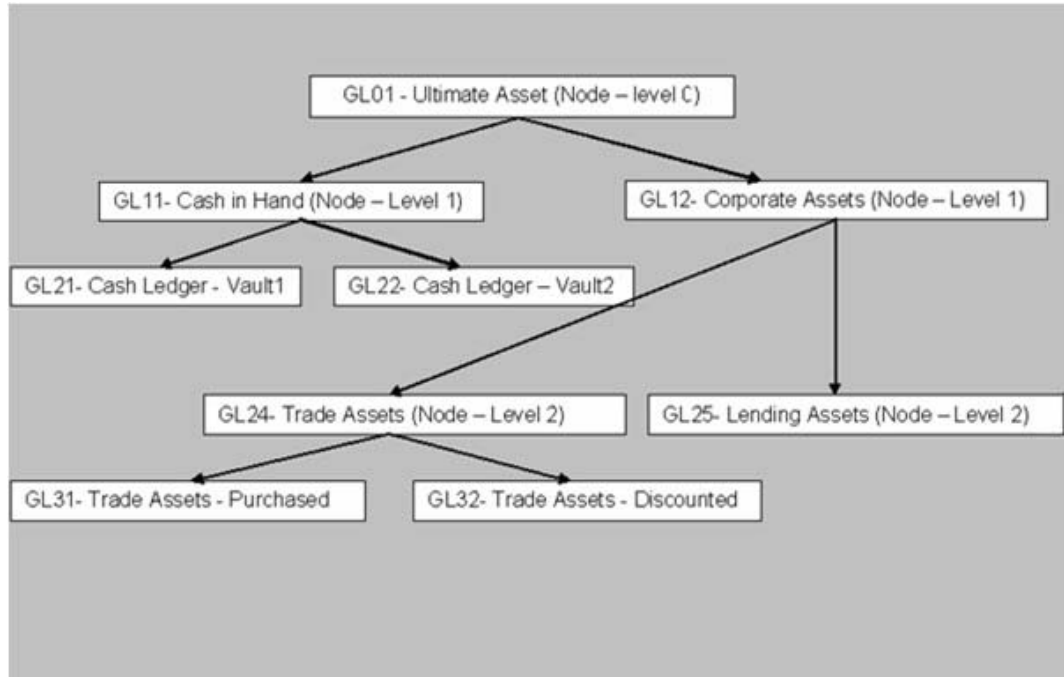 GL01 - Ultimate Asset (Node – level C)
GL11- Cash in Hand (Node – Level 1)
GL12- Corporate Assets (Node – Level 1)
GL21- Cash Ledger - Vault1
GL22- Cash Ledger – Vault2
GL24- Trade Assets (Node – Level 2)
GL25- Lending Assets (Node – Level 2)
GL31- Trade Assets - Purchased
GL32- Trade Assets - Discounted